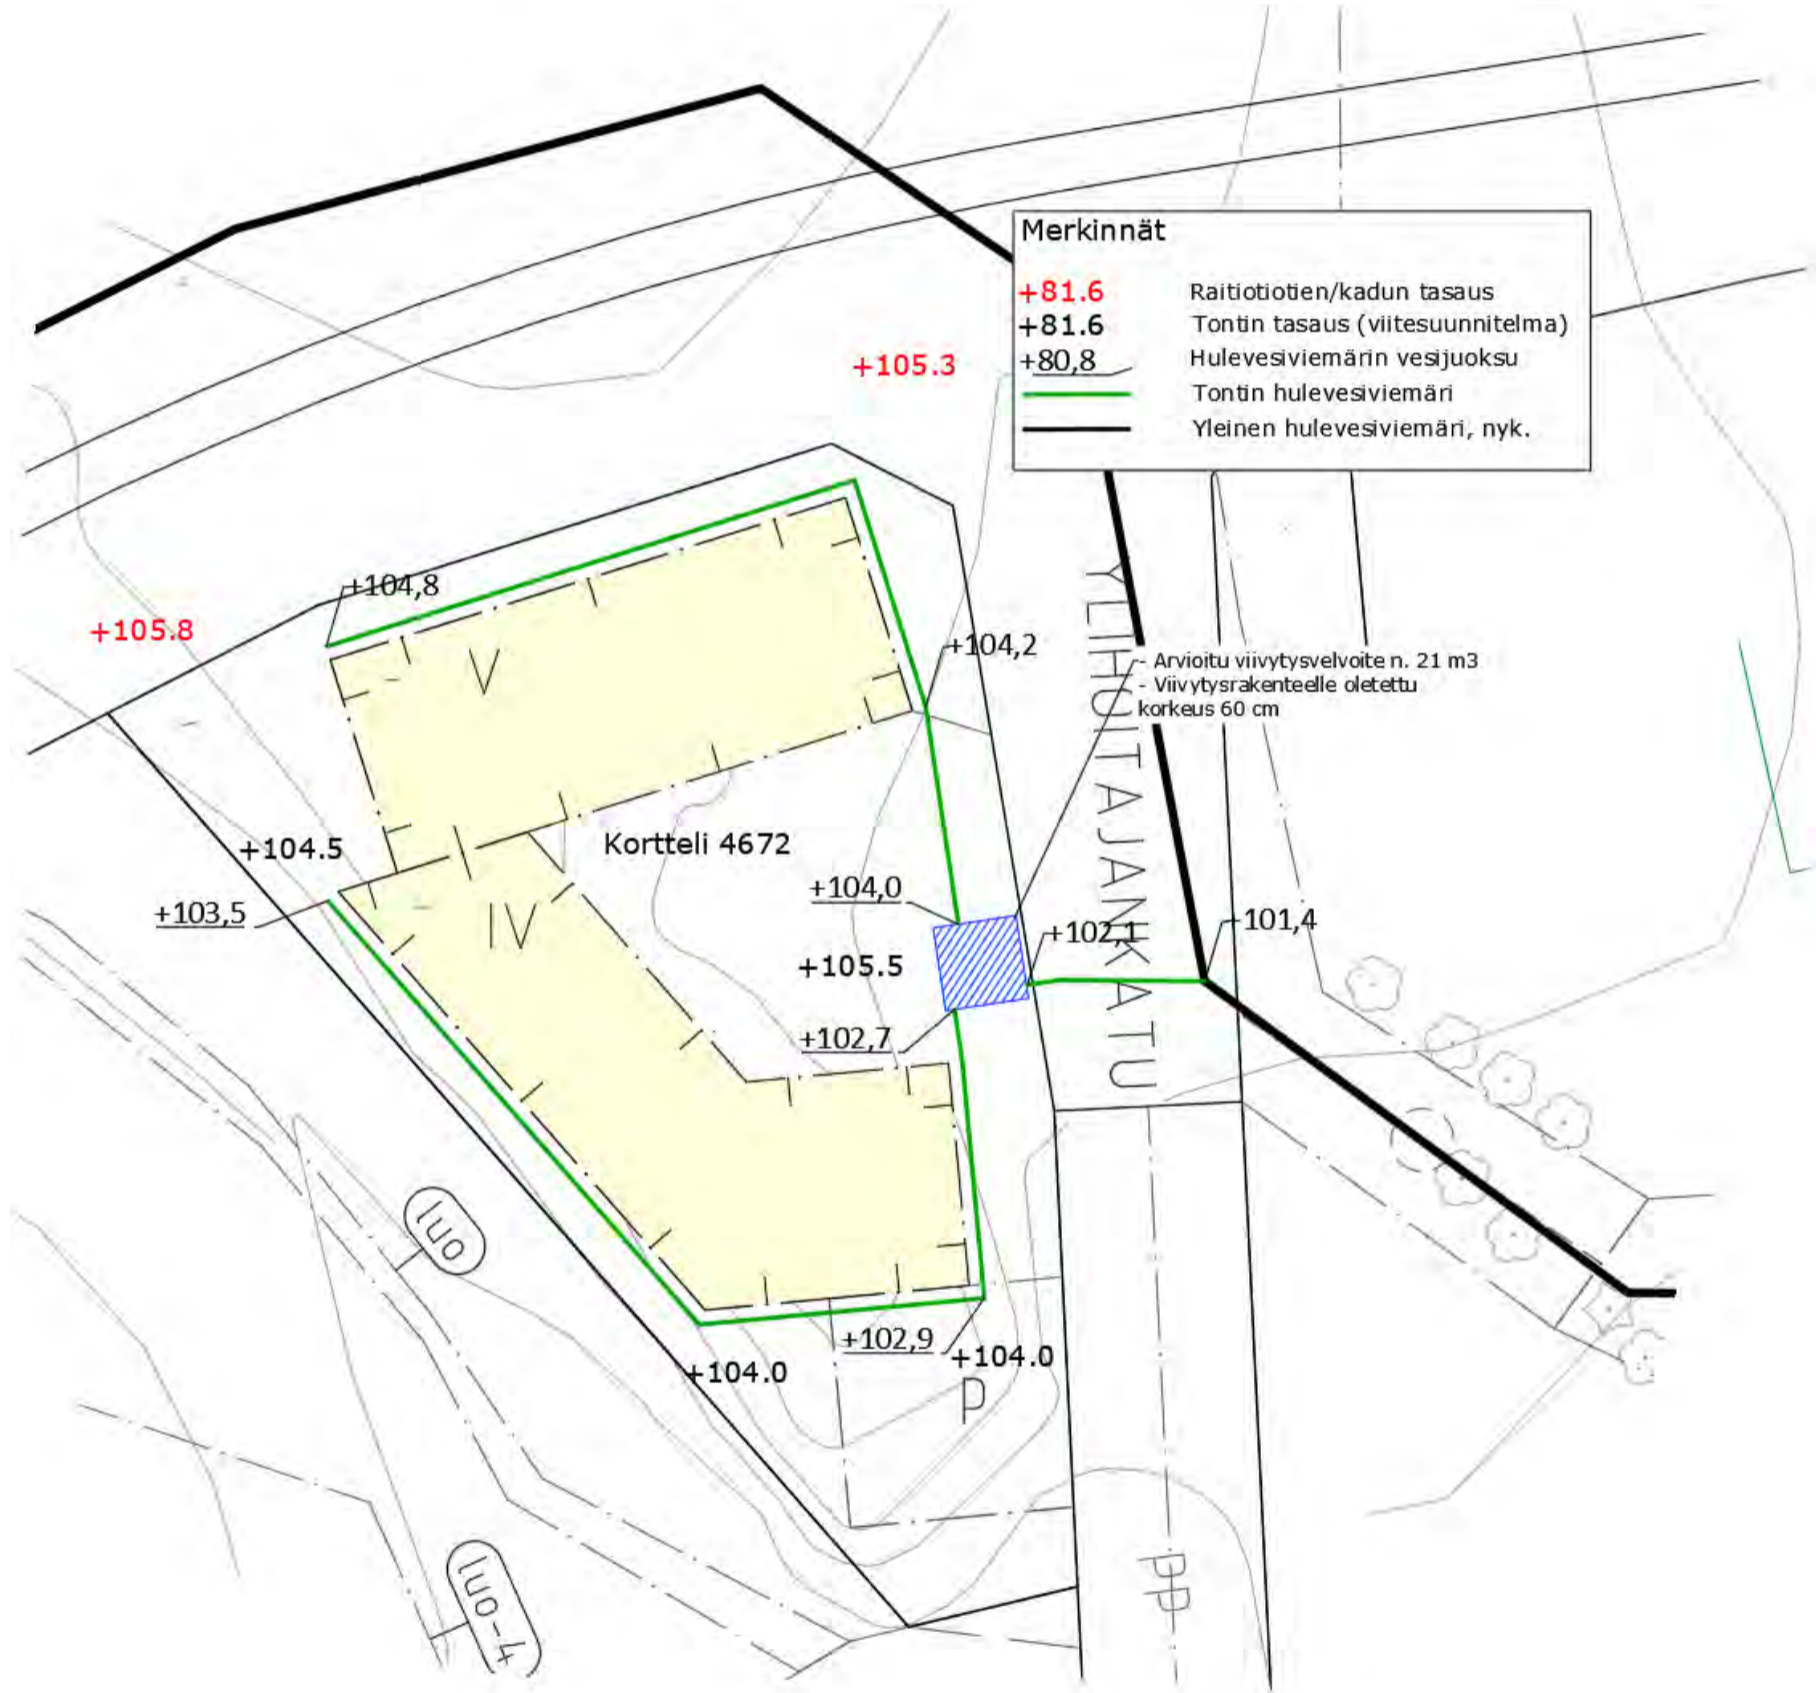 Merkinnät
+81.6 Raitiotiotien/kadun tasaus
+81.6 Tontin tasaus (viitesuunnitelma)
+80,8 Hulevesiviemärin vesijuoksu
Tontin hulevesiviemäri
Yleinen hulevesiviemäri, nyk.
+105.3
+104,8
+105.8
V
+104,2
YLIHUITAJANKATU
- Arvioitu viivytysvelvoite n. 21 m3
- Viivytysrakenteelle oletettu
korkeus 60 cm
Kortteli 4672
+104.5
+104,0
+103,5
IV
+102,1
+101,4
+105.5
+102,7
luo
+102,9
+104.0
+104.0
P
luo-4
pp